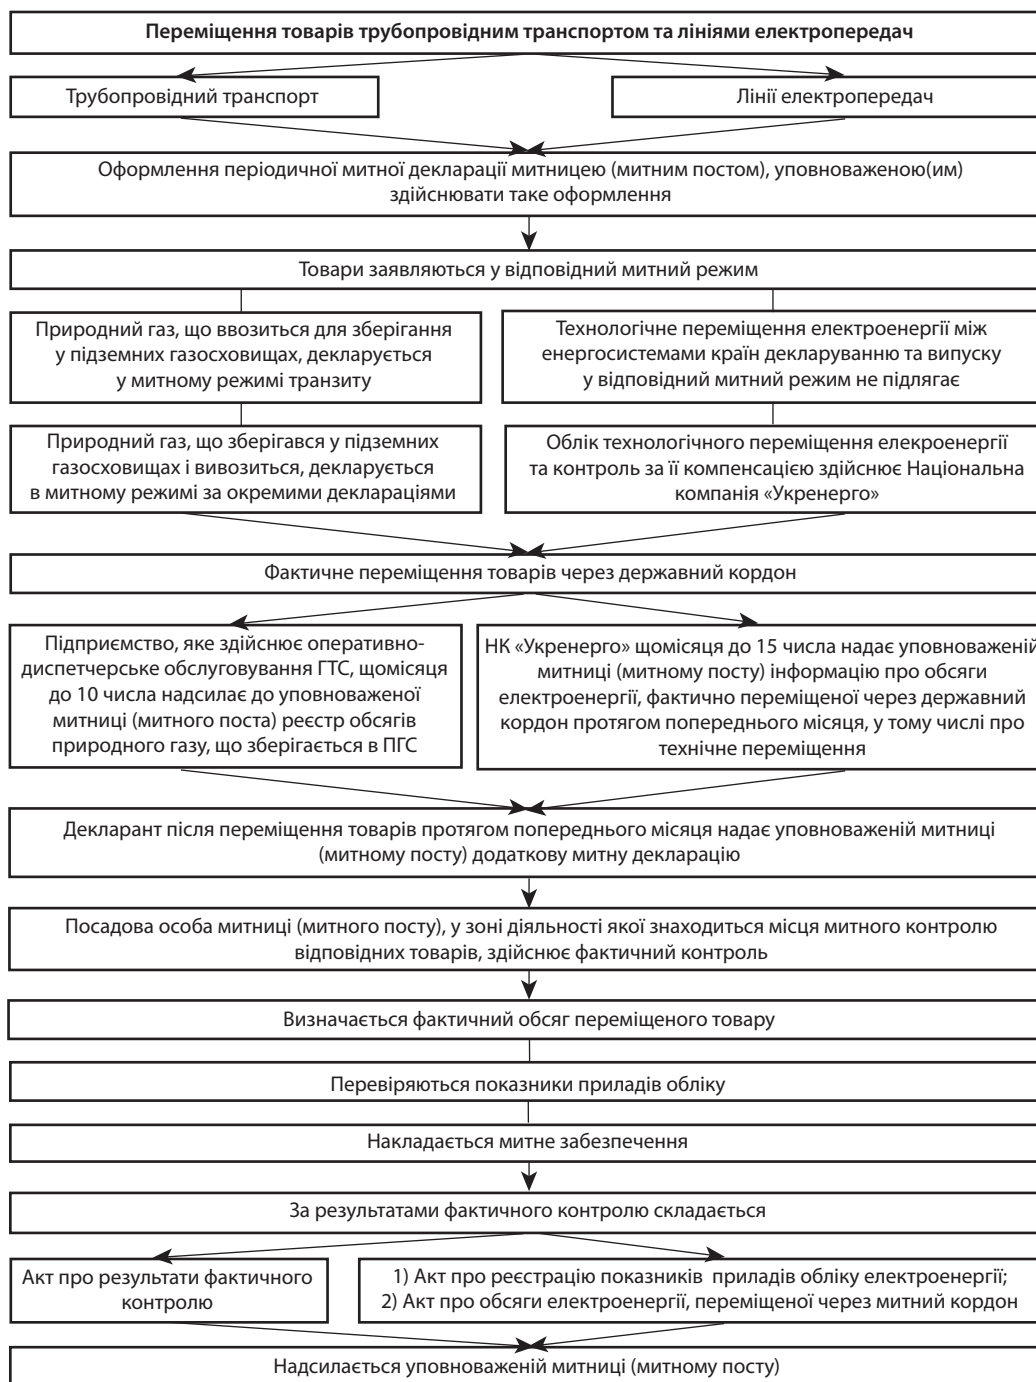 Переміщення товарів трубопровідним транспортом та лініями електропередач
Трубопровідний транспорт
Лінії електропередач
Оформлення періодичної митної декларації митницею (митним постом), уповноваженою(им)
здійснювати таке оформлення
Товари заявляються у відповідний митний режим
Природний газ, що ввозиться для зберігання
у підземних газосховищах, декларується
у митному режимі транзиту
Технологічне переміщення електроенергії між
енергосистемами країн декларуванню та випуску
у відповідний митний режим не підлягає
Природний газ, що зберігався у підземних
газосховищах і вивозиться, декларується
в митному режимі за окремими деклараціями
Облік технологічного переміщення елекроенергії
та контроль за її компенсацією здійснює Національна
компанія «Укренерго»
Фактичне переміщення товарів через державний кордон
Підприємство, яке здійснює оперативно-
диспетчерське обслуговування ГТС, щомісяця
до 10 числа надсилає до уповноваженої
митниці (митного поста) реєстр обсягів
природного газу, що зберігається в ПГС
НК «Укренерго» щомісяця до 15 числа надає уповноваженій
митниці (митному посту) інформацію про обсяги
електроенергії, фактично переміщеної через державний
кордон протягом попереднього місяця, у тому числі про
технічне переміщення
Декларант після переміщення товарів протягом попереднього місяця надає уповноваженій митниці
(митному посту) додаткову митну декларацію
Посадова особа митниці (митного посту), у зоні діяльності якої знаходиться місця митного контролю
відповідних товарів, здійснює фактичний контроль
Визначається фактичний обсяг переміщеного товару
Перевіряються показники приладів обліку
Накладається митне забезпечення
За результатами фактичного контролю складається
Акт про результати фактичного
контролю
1) Акт про реєстрацію показників приладів обліку електроенергії;
2) Акт про обсяги електроенергії, переміщеної через митний кордон
Надсилається уповноваженій митниці (митному посту)